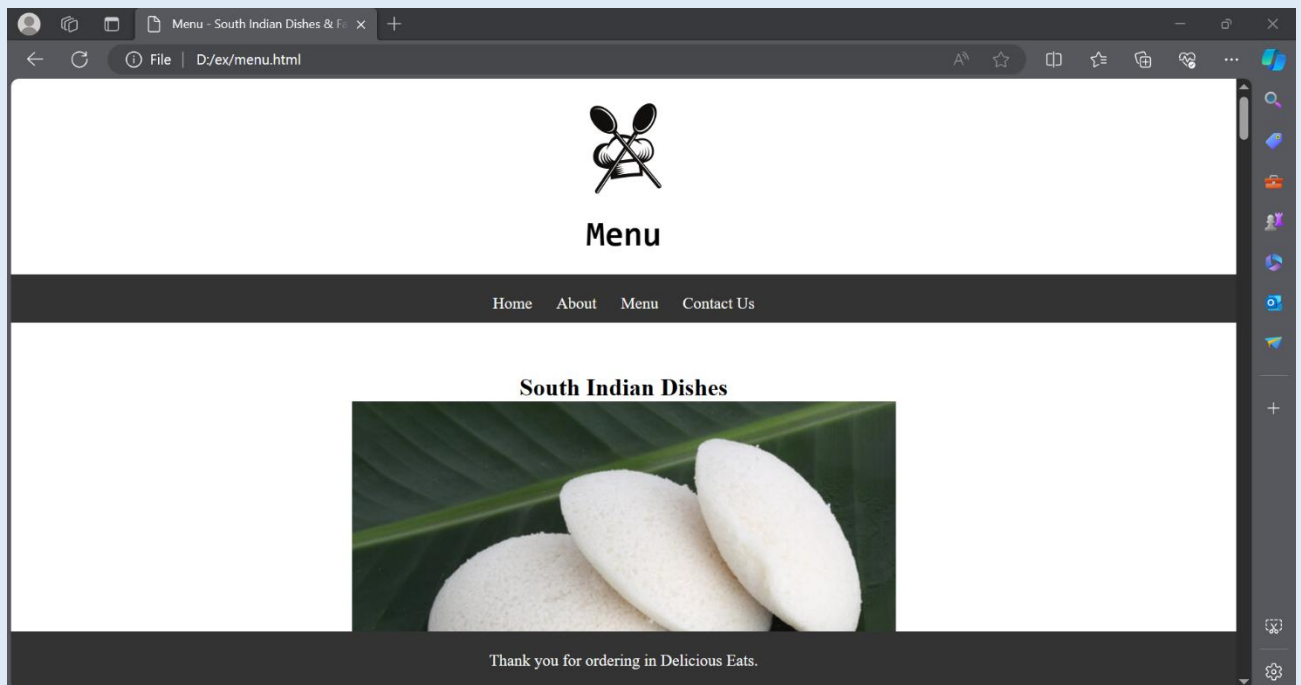 Menu - South Indian Dishes & Fa
File | D:/ex/menu.html
Menu
Home About Menu Contact Us
South Indian Dishes
Thank you for ordering in Delicious Eats.